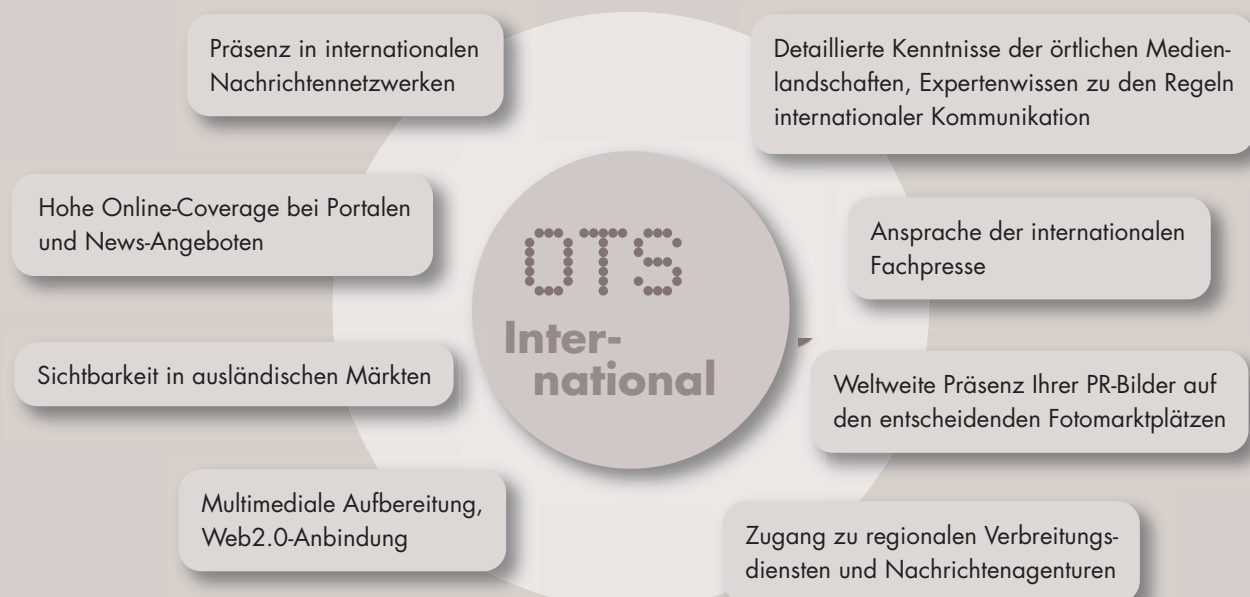 Präsenz in internationalen
Nachrichtennetzwerken
Detaillierte Kenntnisse der örtlichen Medien-
landschaften, Expertenwissen zu den Regeln
internationaler Kommunikation
Hohe Online-Coverage bei Portalen
und News-Angeboten
Ansprache der internationalen
Fachpresse
OTS
Inter-
national
Sichtbarkeit in ausländischen Märkten
Weltweite Präsenz Ihrer PR-Bilder auf
den entscheidenden Fotomarktplätzen
Multimediale Aufbereitung,
Web2.0-Anbindung
Zugang zu regionalen Verbreitungs-
diensten und Nachrichtenagenturen